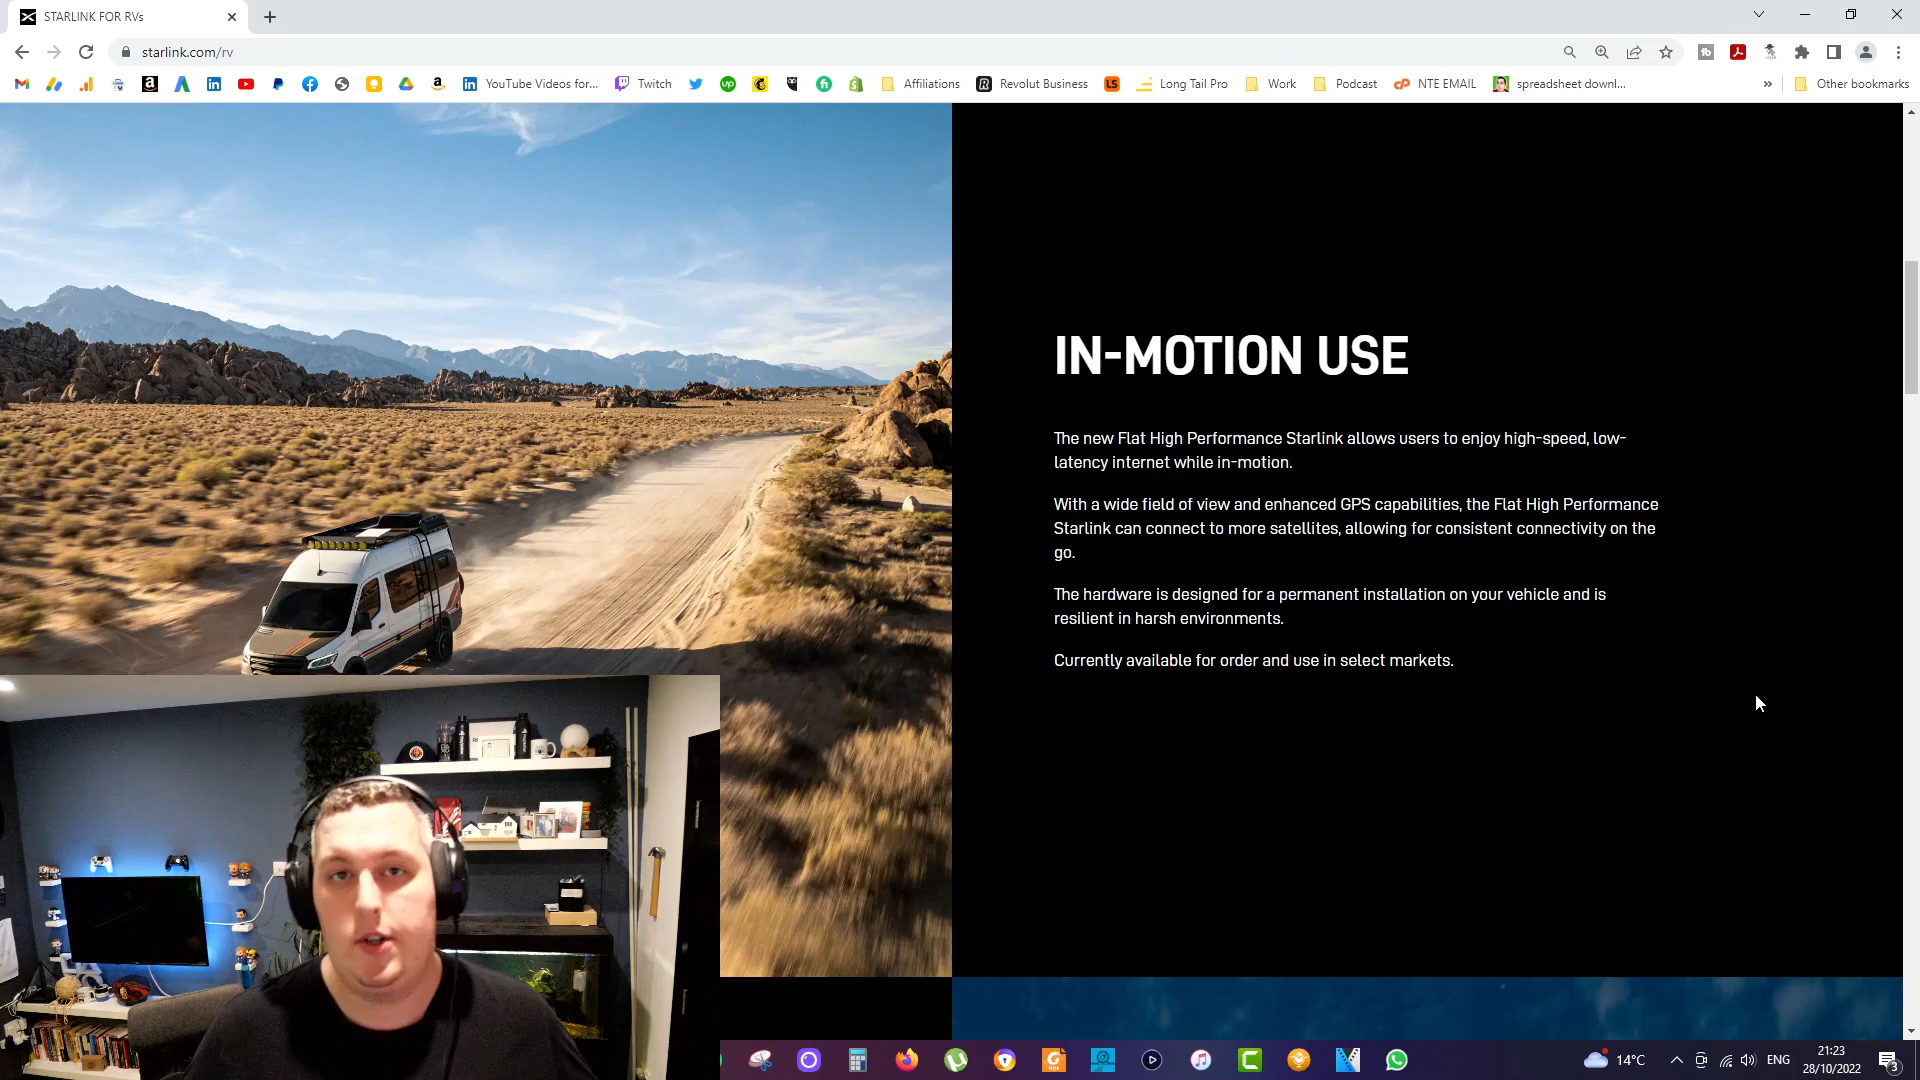 STARLINK FOR RVs
starlink.com/rv
YouTube Videos for...
Twitch
Affiliations
Revolut Business
Long Tail Pro
Work
Podcast
NTE EMAIL
spreadsheet downl...
Other bookmarks
IN-MOTION USE
The new Flat High Performance Starlink allows users to enjoy high-speed, low-
latency internet while in-motion.
With a wide field of view and enhanced GPS capabilities, the Flat High Performance
Starlink can connect to more satellites, allowing for consistent connectivity on the
go.
The hardware is designed for a permanent installation on your vehicle and is
resilient in harsh environments.
Currently available for order and use in select markets.
14°C
ENG
21:23
28/10/2022
3